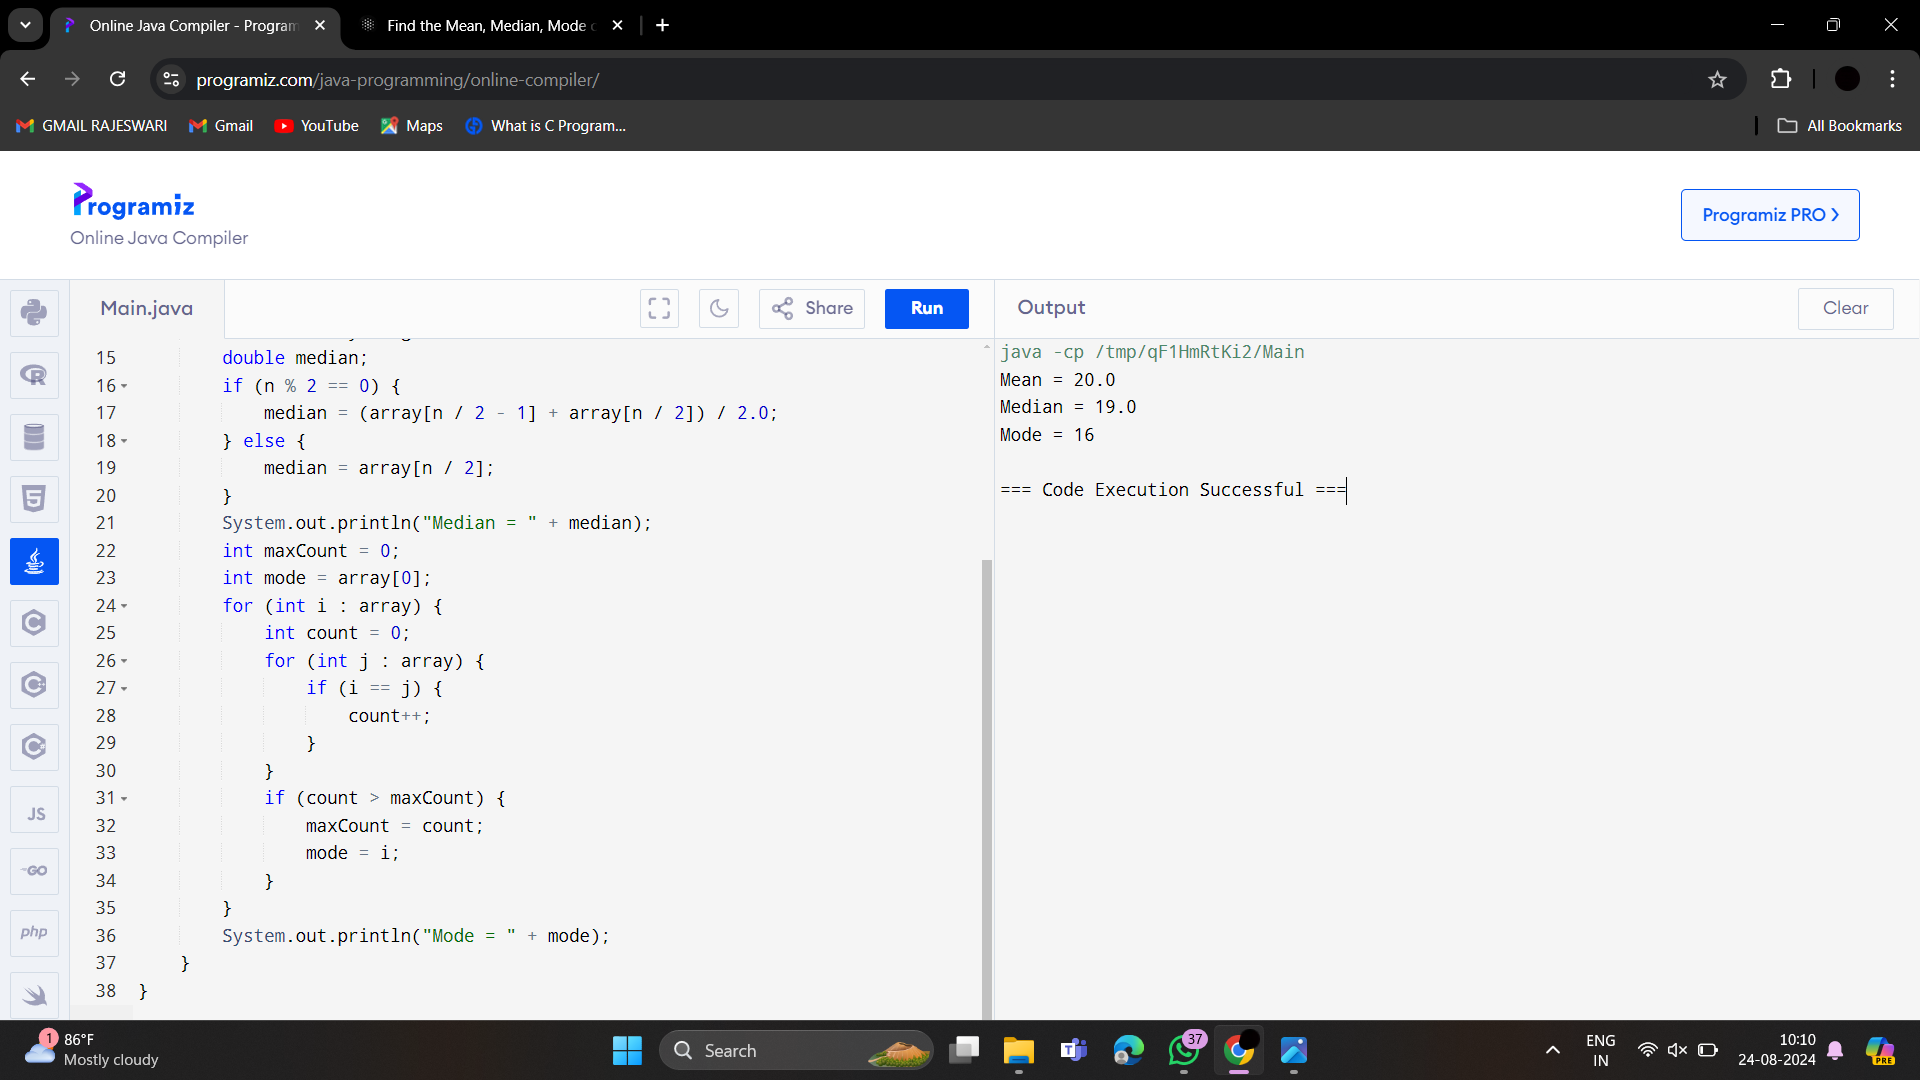 Online Java Compiler - Program
Find the Mean, Median, Mode
programiz.com/java-programming/online-compiler/
GMAIL RAJESWARI
Gmail
YouTube
Maps
What is C Program...
All Bookmarks
Programiz
Online Java Compiler
Programiz PRO >
Main.java
Share
Run
Output
Clear
15 double median;
16 if (n % 2 == 0) {
17 median = (array[n / 2 - 1] + array[n / 2]) / 2.0;
18 } else {
19 median = array[n / 2];
20 }
21 System.out.println("Median = " + median);
22 int maxCount = 0;
23 int mode = array[0];
24 for (int i : array) {
25 int count = 0;
26 for (int j : array) {
27 if (i == j) {
28 count++;
29 }
30 }
31 if (count > maxCount) {
32 maxCount = count;
33 mode = i;
34 }
35 }
36 System.out.println("Mode = " + mode);
37 }
38 }
java -cp /tmp/qF1HmRtKi2/Main
Mean = 20.0
Median = 19.0
Mode = 16
=== Code Execution Successful ===
R
5
C
C
C
JS
GO
php
1
86°F
Mostly cloudy
Search
T
37
ENG
IN
10:10
24-08-2024
PRE